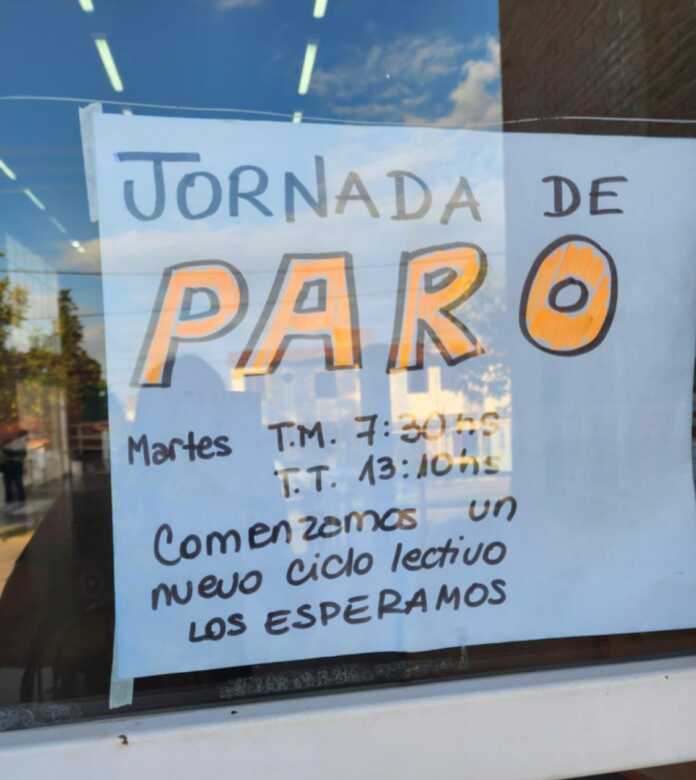 JORNADA DE
PARO
Martes T.M. 7:30hs
T.T. 13:10hs
Comenzamos un
nuevo ciclo lectivo
LOS ESPERAMOS